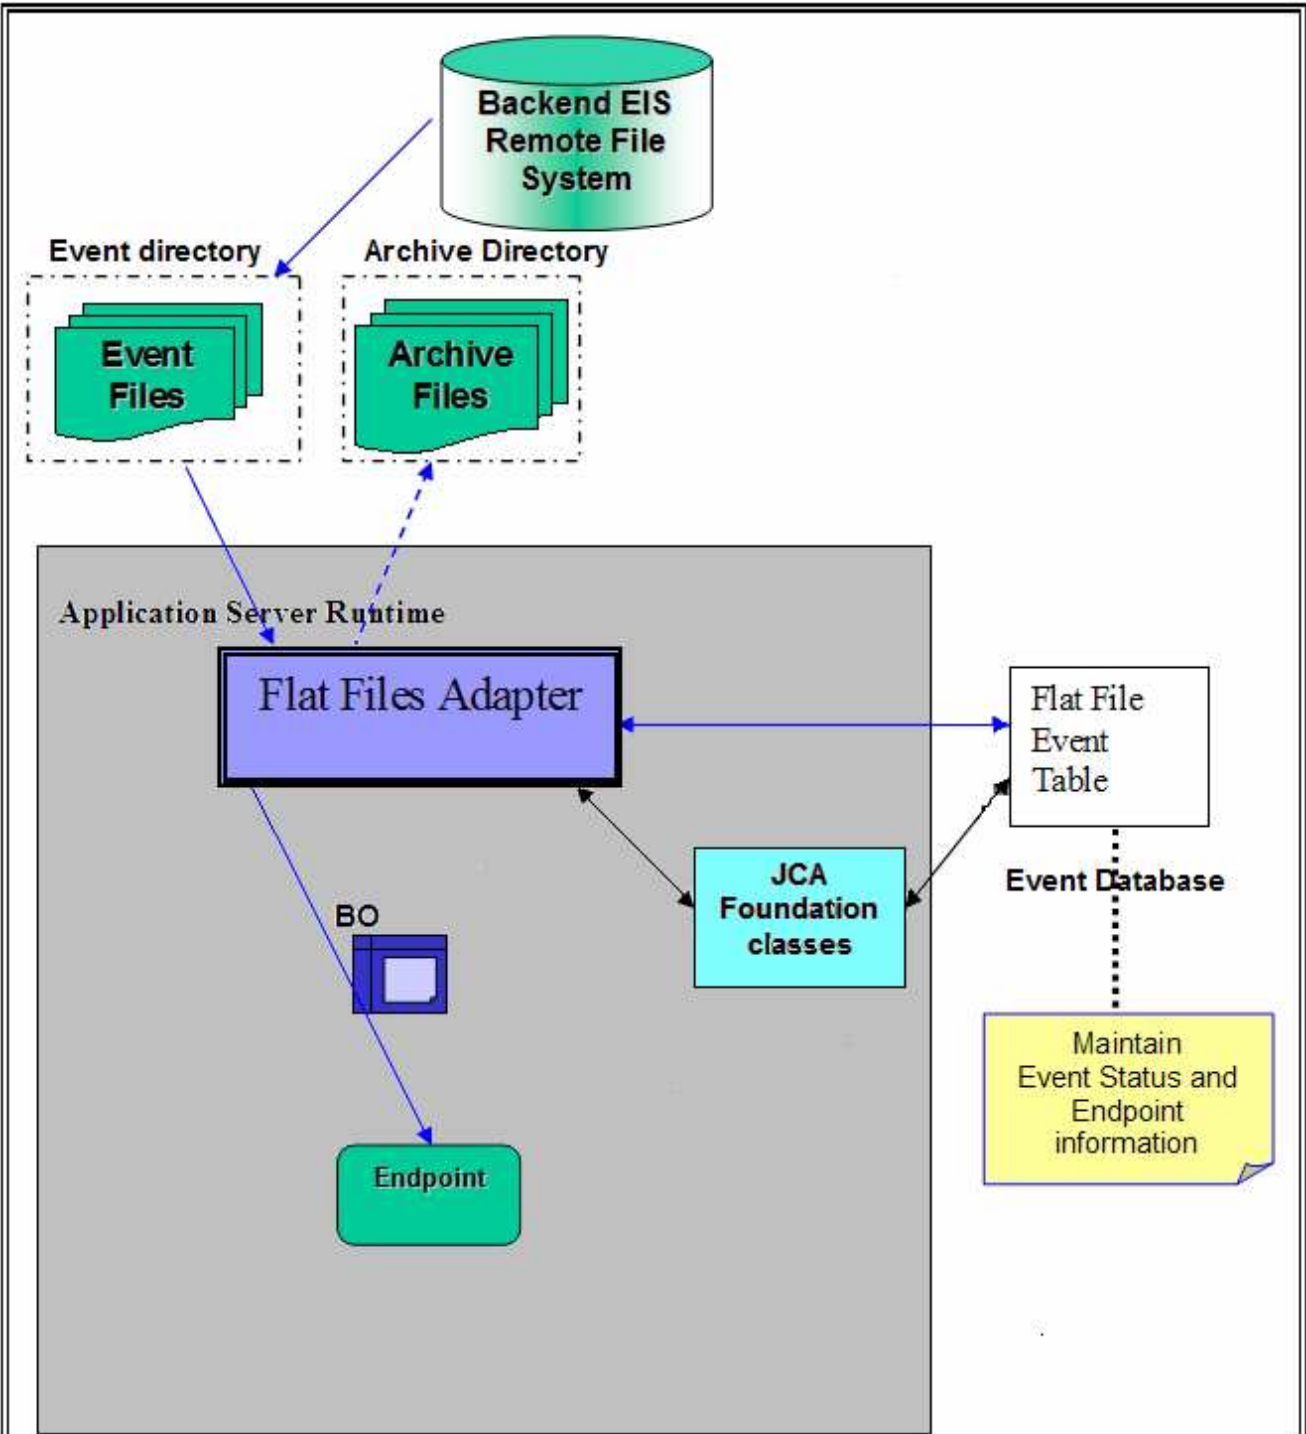 Backend EIS
Remote File
System
Event directory
Archive Directory
Event
Files
Archive
Files
Application Server Runtime
Flat Files Adapter
Flat File
Event
Table
JCA
Foundation
classes
Event Database
BO
Maintain
Event Status and
Endpoint
information
Endpoint